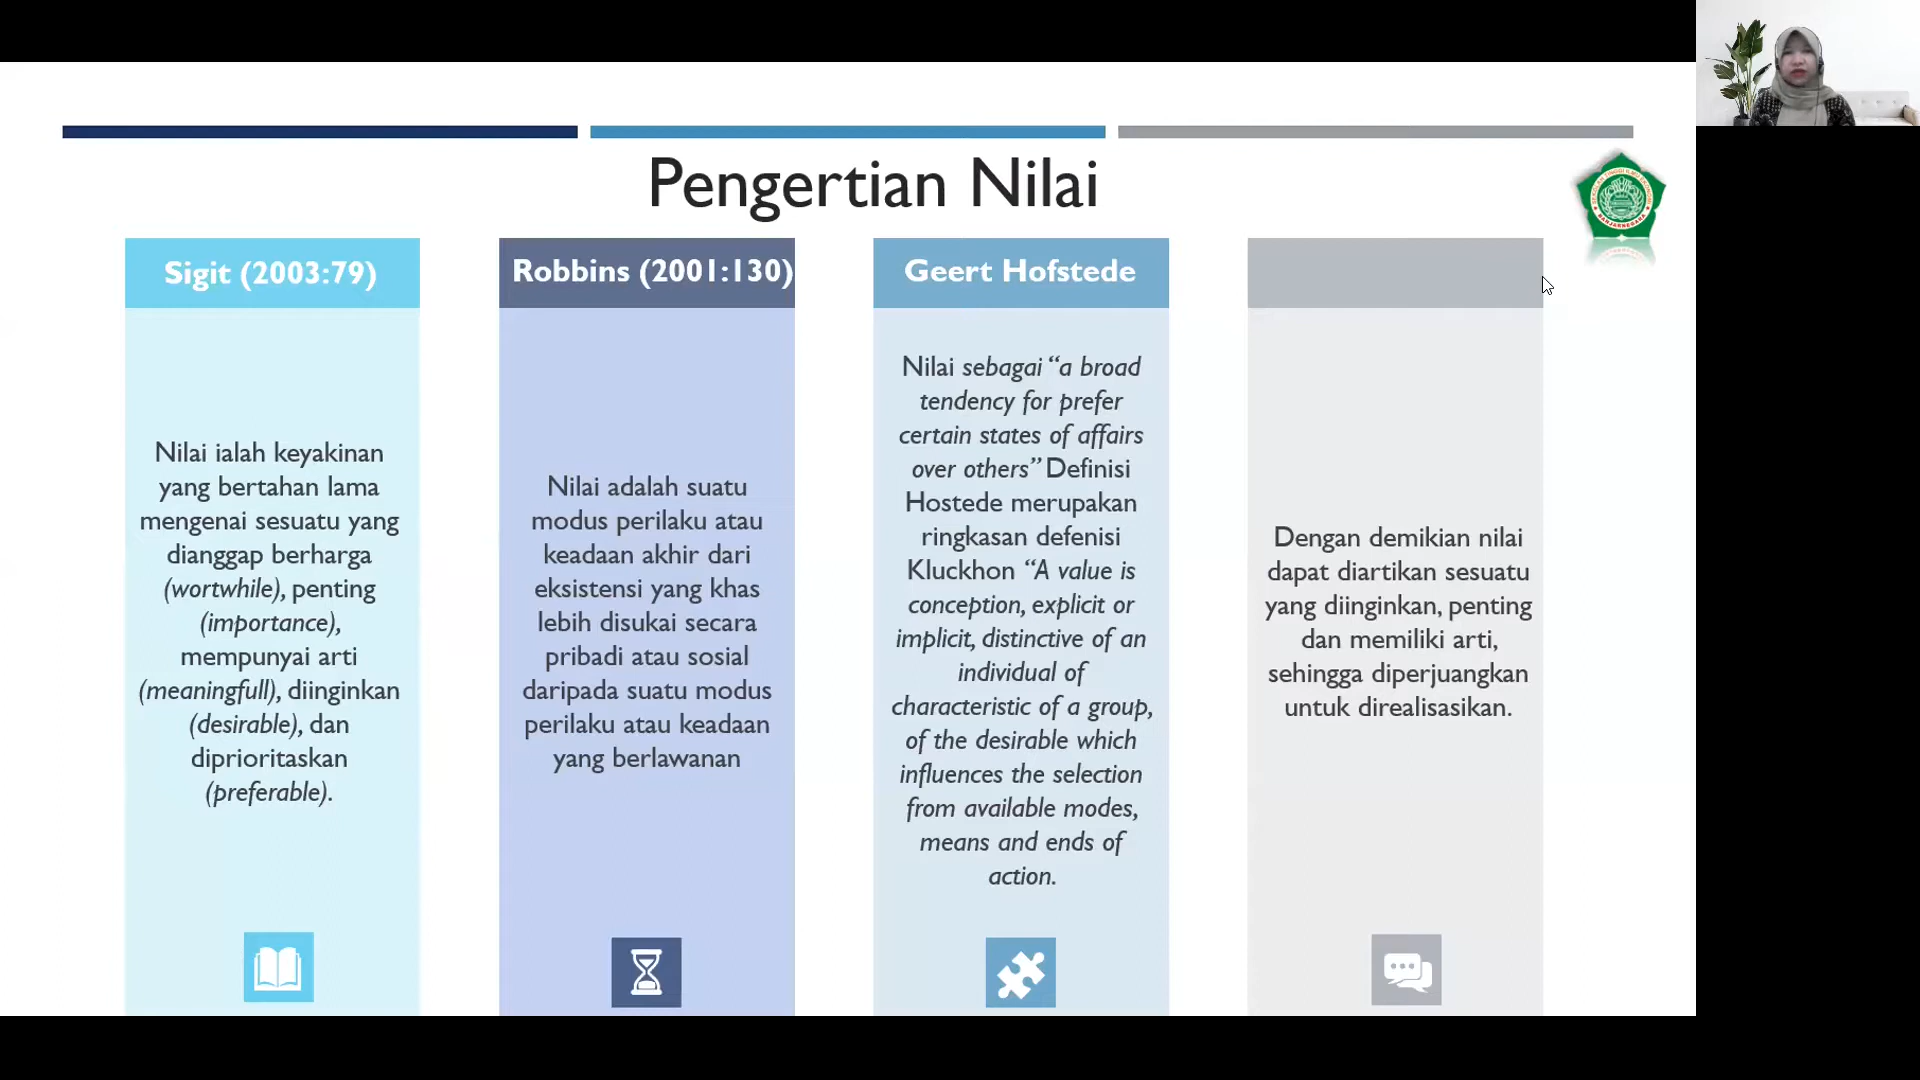 Pengertian Nilai
Sigit (2003:79)
Nilai ialah keyakinan
yang bertahan lama
mengenai sesuatu yang
dianggap berharga
(wortwhile), penting
(importance),
mempunyai arti
(meaningfull), diinginkan
(desirable), dan
diprioritaskan
(preferable).
Robbins (2001:130)
Nilai adalah suatu
modus perilaku atau
keadaan akhir dari
eksistensi yang khas
lebih disukai secara
pribadi atau sosial
daripada suatu modus
perilaku atau keadaan
yang berlawanan
Geert Hofstede
Nilai sebagai “a broad
tendency for prefer
certain states of affairs
over others” Definisi
Hostede merupakan
ringkasan defenisi
Kluckhon “A value is
conception, explicit or
implicit, distinctive of an
individual of
characteristic of a group,
of the desirable which
influences the selection
from available modes,
means and ends of
action.
Dengan demikian nilai
dapat diartikan sesuatu
yang diinginkan, penting
dan memiliki arti,
sehingga diperjuangkan
untuk direalisasikan.
SEKOLAH TINGGI ILMU EKONOMI
BANJARNEGARA